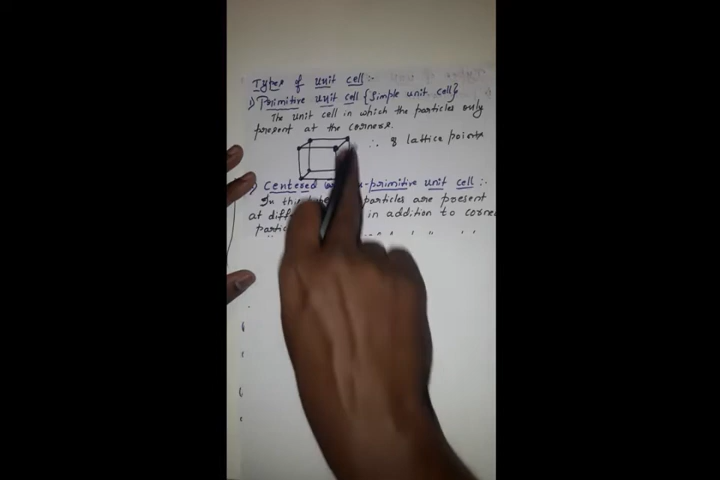 Types of unit cell:-
1) Primitive unit cell {Simple unit cell}
The unit cell in which the particles only
present at the corners.
∴ 8 lattice points
Centered -primitive unit cell :-
In this particles are present
at in addition to corner